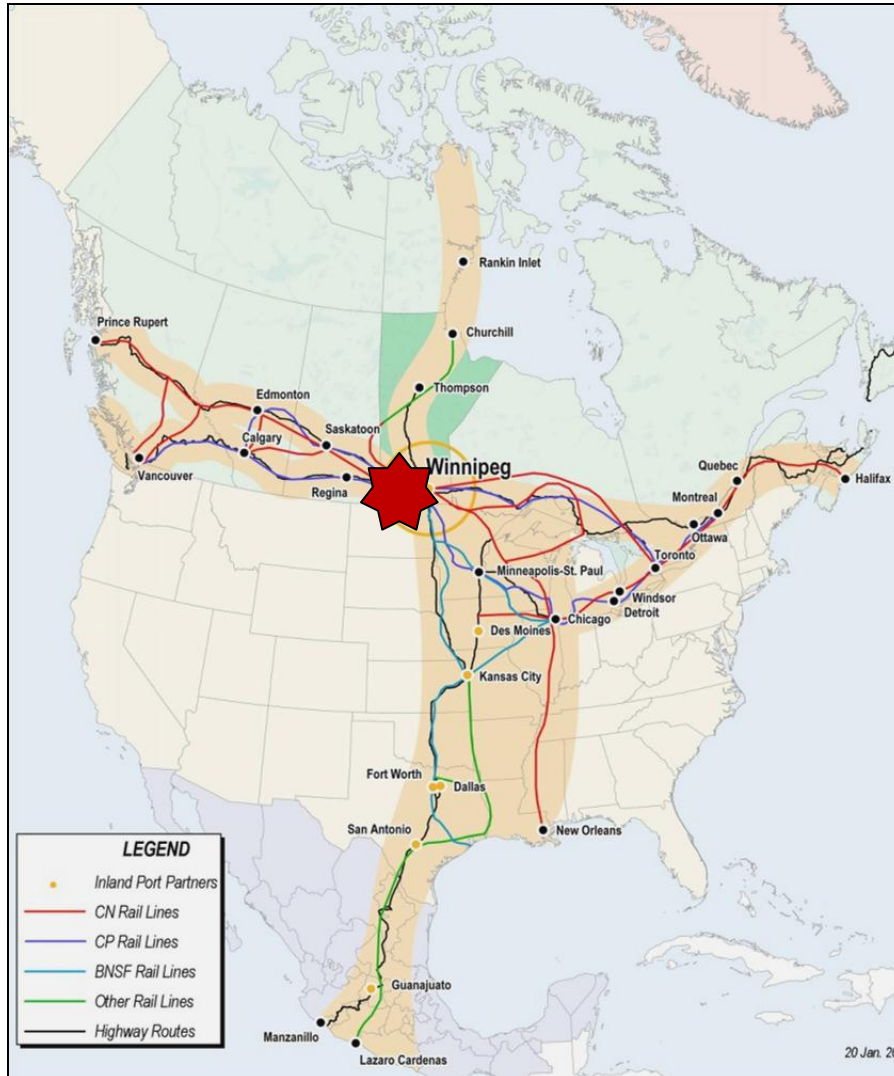 Rankin Inlet
Churchill
Prince Rupert
Thompson
Edmonton
Saskatoon
Calgary
Winnipeg
Vancouver
Regina
Quebec
Halifax
Montreal
Ottawa
Toronto
Minneapolis-St. Paul
Windsor
Detroit
Chicago
Des Moines
Kansas City
Fort Worth
Dallas
San Antonio
New Orleans
Guanajuato
Manzanillo
Lazaro Cardenas
LEGEND
Inland Port Partners
CN Rail Lines
CP Rail Lines
BNSF Rail Lines
Other Rail Lines
Highway Routes
20 Jan. 20